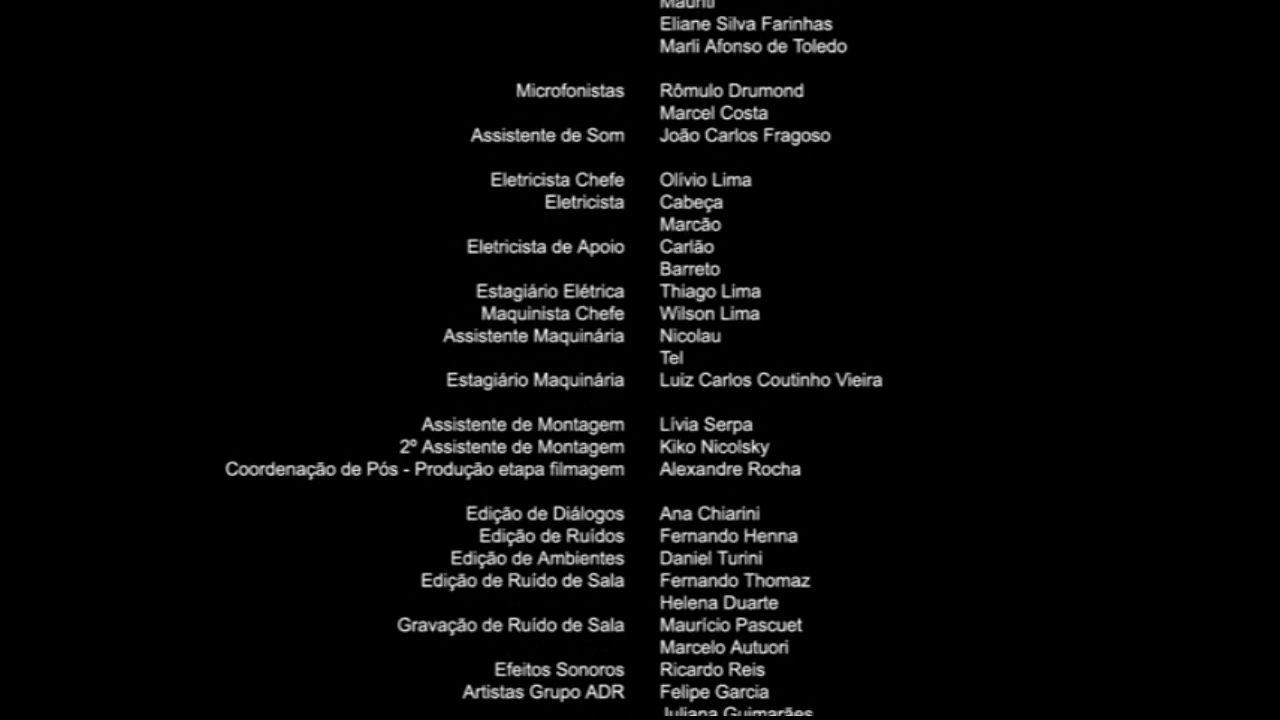 Eliane Silva Farinhas
Marli Afonso de Toledo
Microfonistas Rômulo Drumond
Marcel Costa
Assistente de Som João Carlos Fragoso
Eletricista Chefe Olívio Lima
Eletricista Cabeça
Marcão
Eletricista de Apoio Carlão
Barreto
Estagiário Elétrica Thiago Lima
Maquinista Chefe Wilson Lima
Assistente Maquinária Nicolau
Tel
Estagiário Maquinária Luiz Carlos Coutinho Vieira
Assistente de Montagem Lívia Serpa
2º Assistente de Montagem Kiko Nicolsky
Coordenação de Pós - Produção etapa filmagem Alexandre Rocha
Edição de Diálogos Ana Chiarini
Edição de Ruídos Fernando Henna
Edição de Ambientes Daniel Turini
Edição de Ruído de Sala Fernando Thomaz
Helena Duarte
Gravação de Ruído de Sala Maurício Pascuet
Marcelo Autuori
Efeitos Sonoros Ricardo Reis
Artistas Grupo ADR Felipe Garcia
Juliana Guimarães